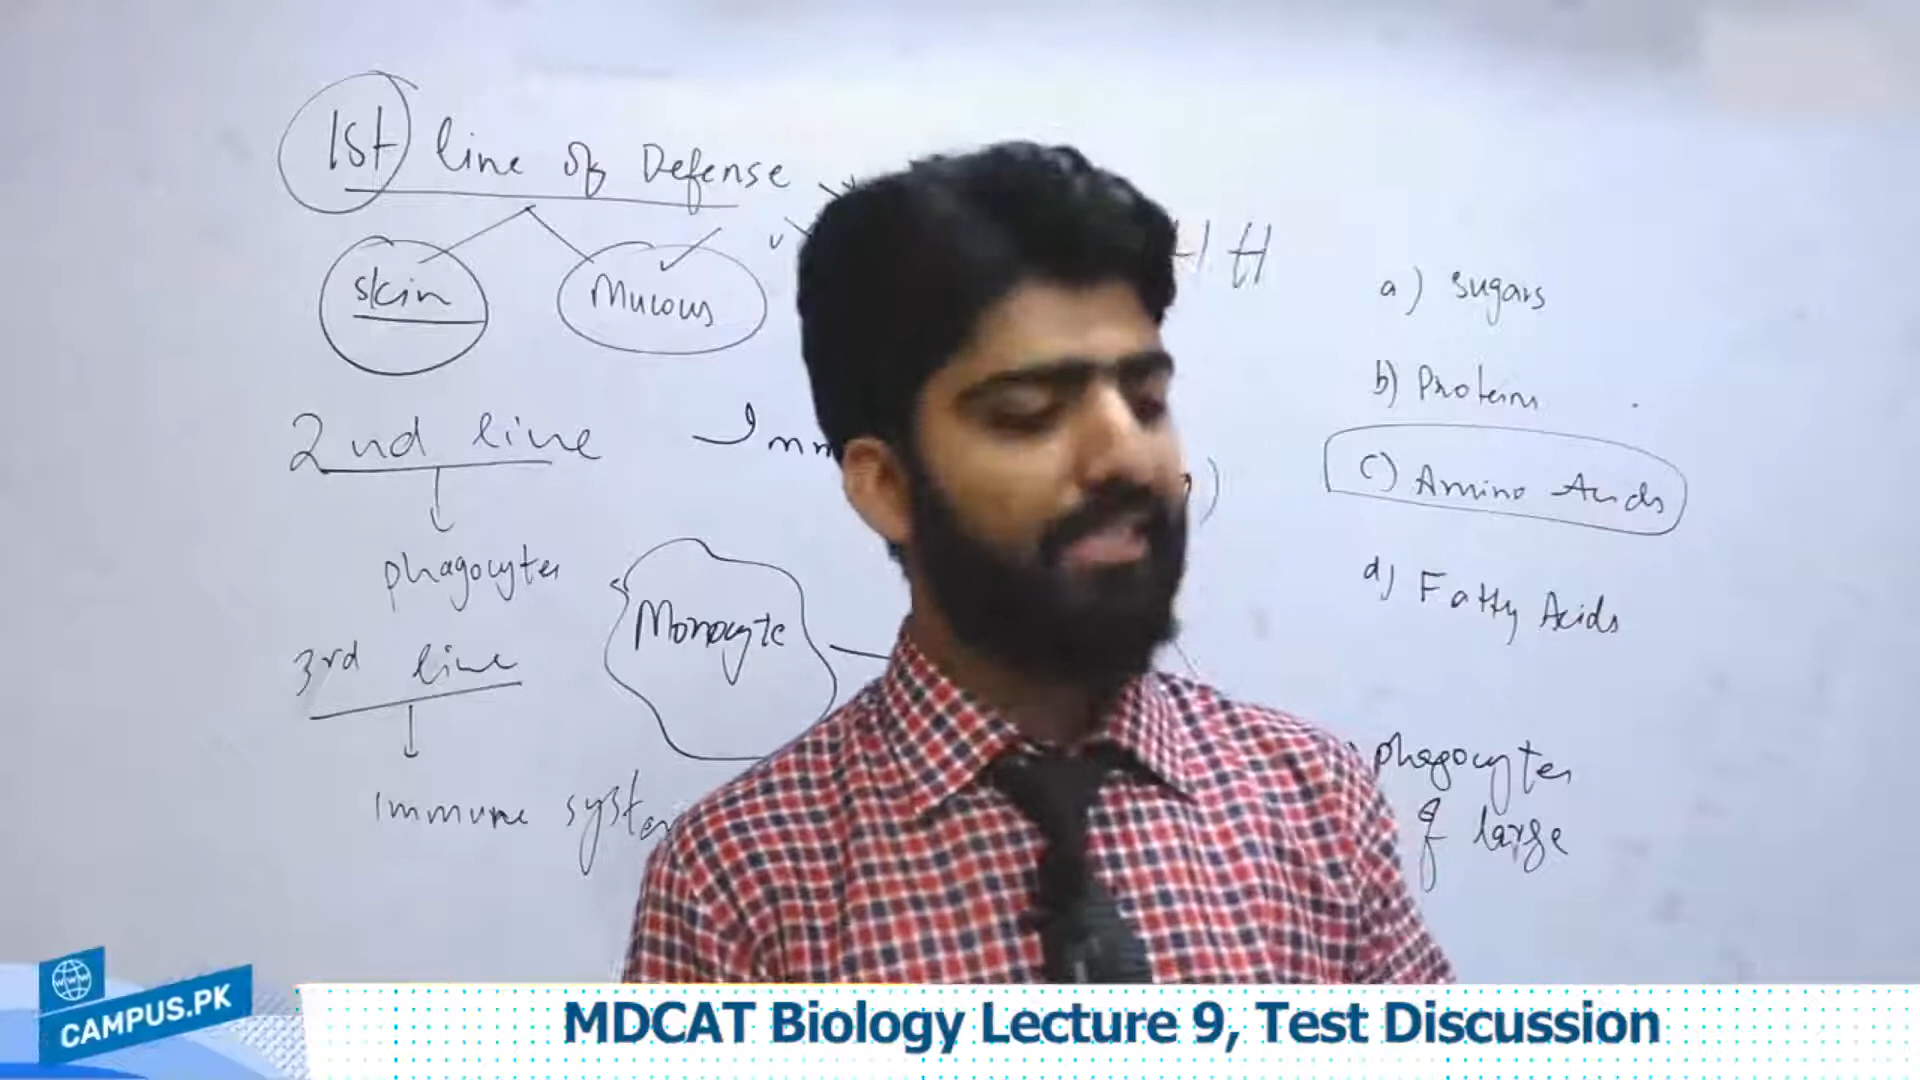 1st line of Defense
skin Mucous
2nd line
phagocytes
3rd line
Immune system
Monocyte
H
a) Sugars
b) Proteins
c) Amino Acids
d) Fatty Acids
phagocytes
large
WWW
CAMPUS.PK
MDCAT Biology Lecture 9, Test Discussion